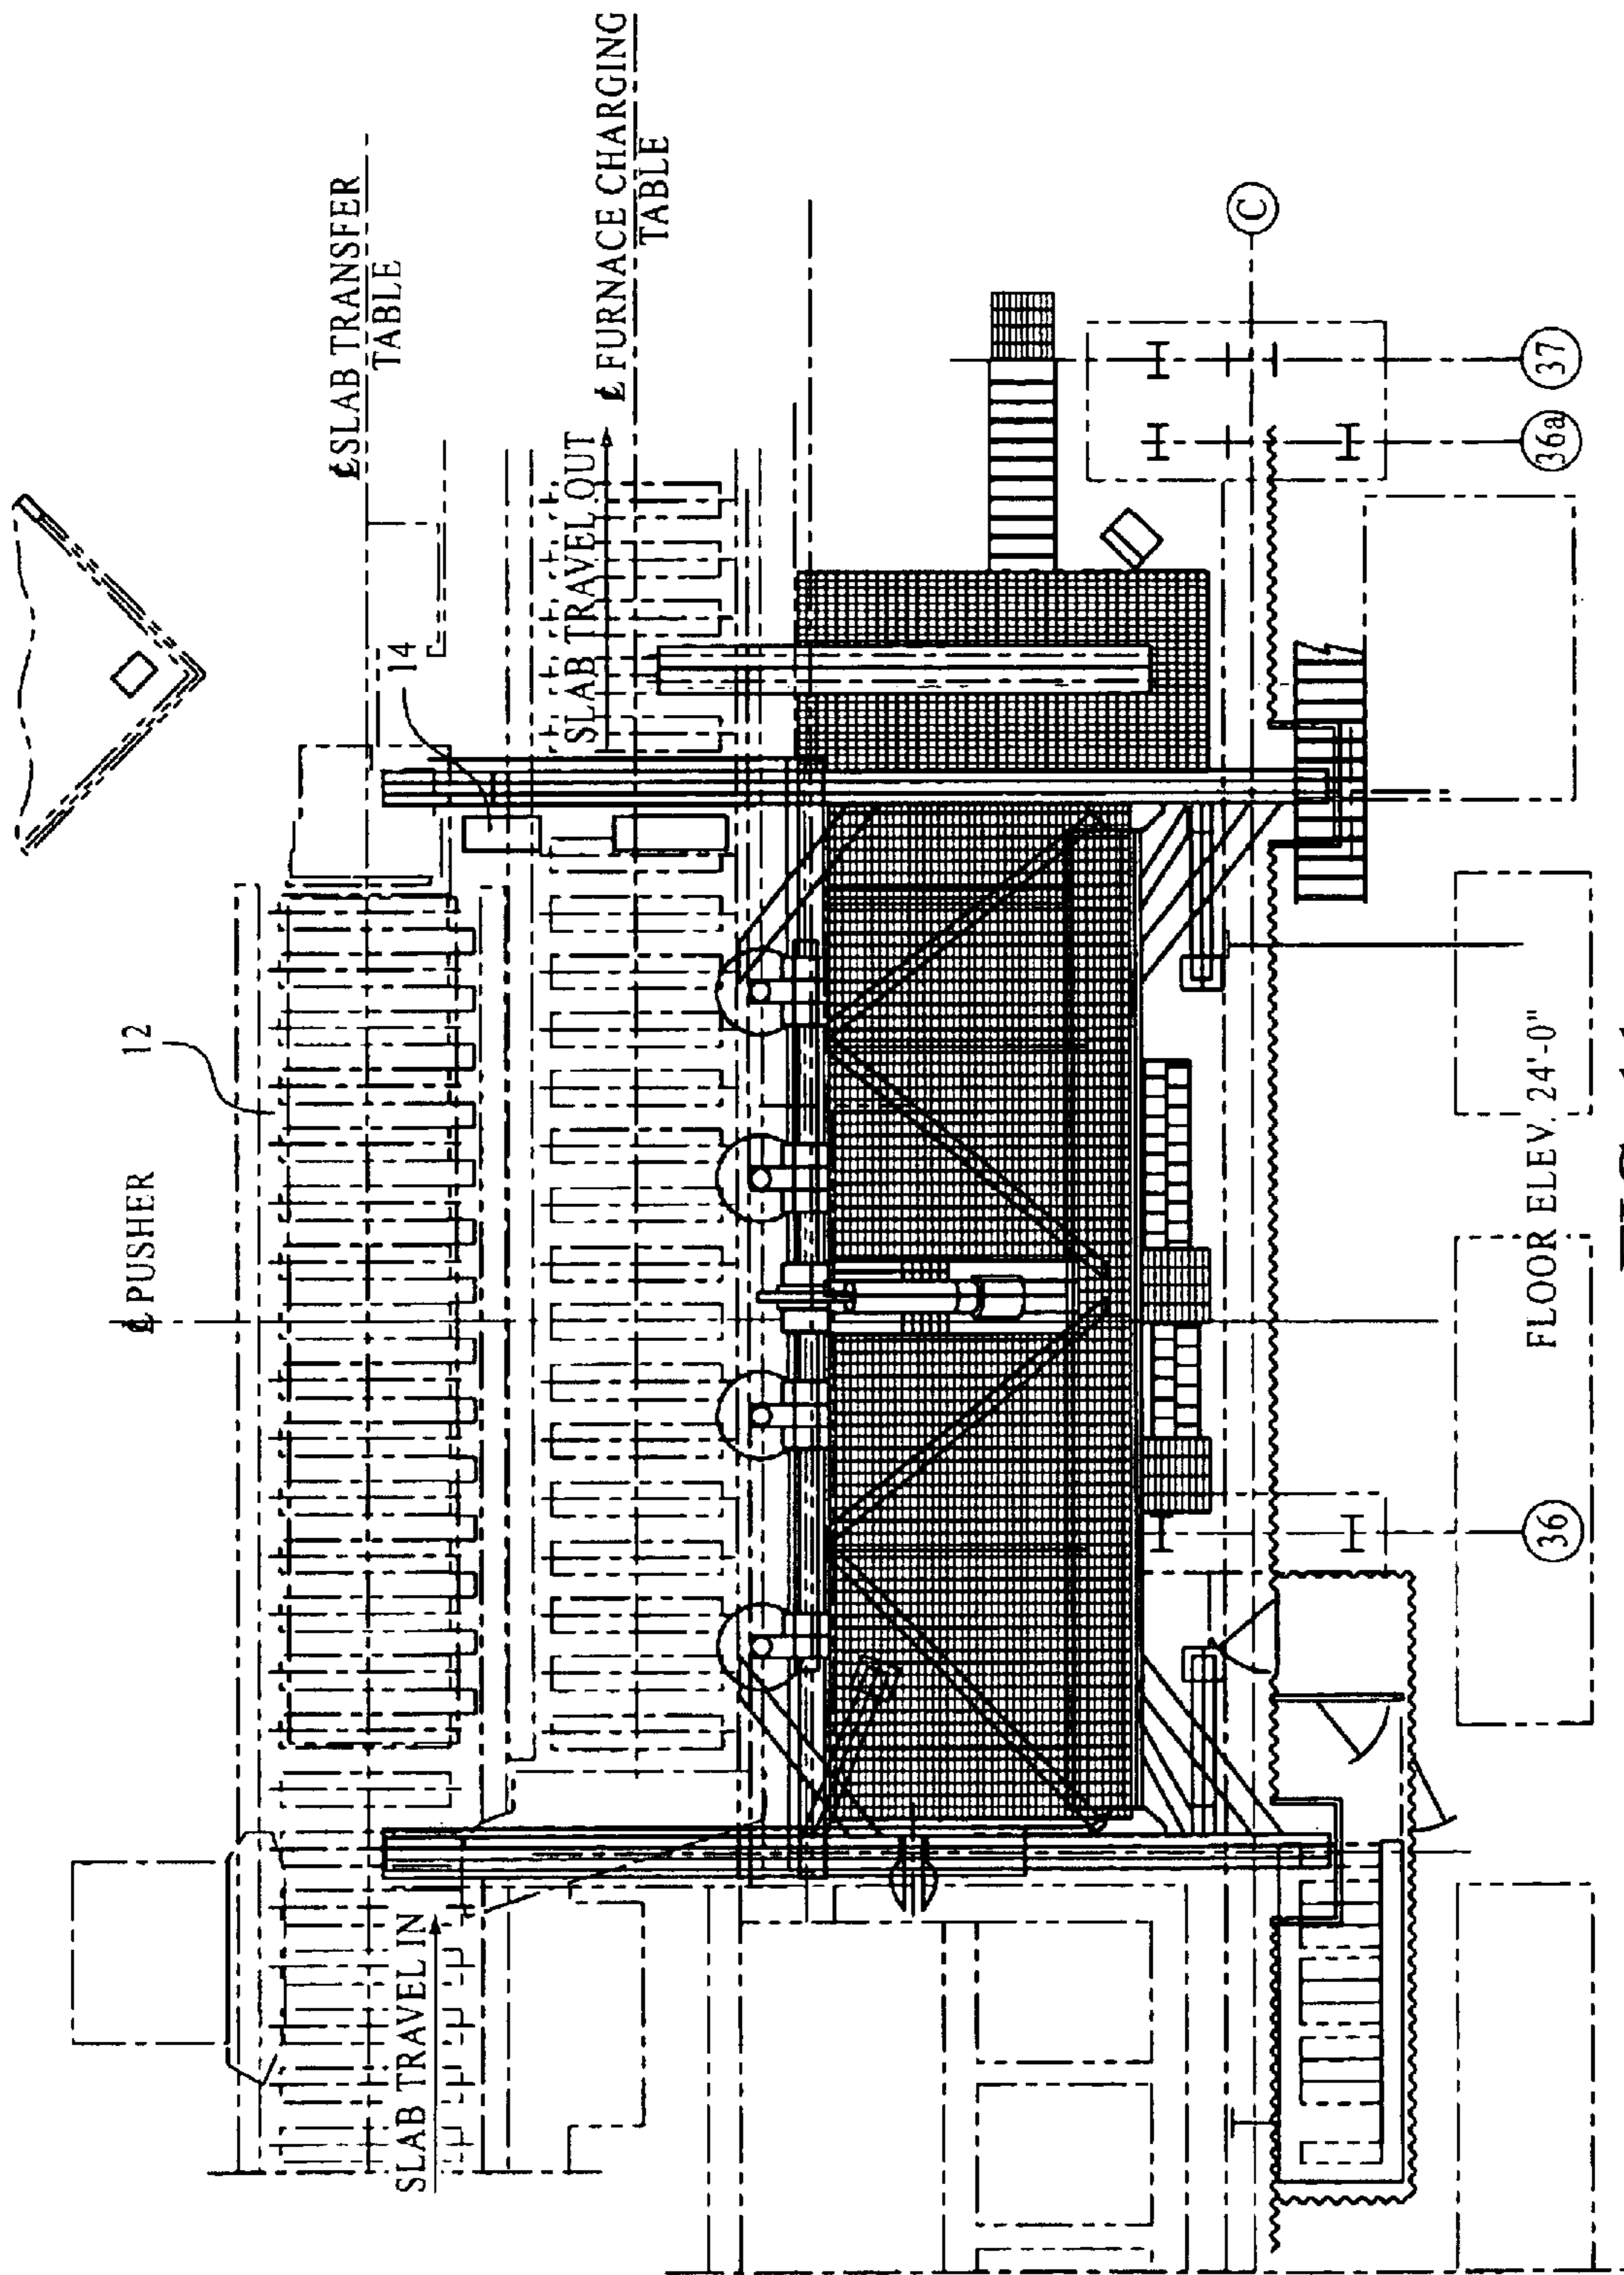 ℄ SLAB TRANSFER
TABLE
℄ FURNACE CHARGING
TABLE
SLAB TRAVEL OUT
14
12
℄ PUSHER
SLAB TRAVEL IN
C
37
36a
36
FLOOR ELEV. 24'-0"